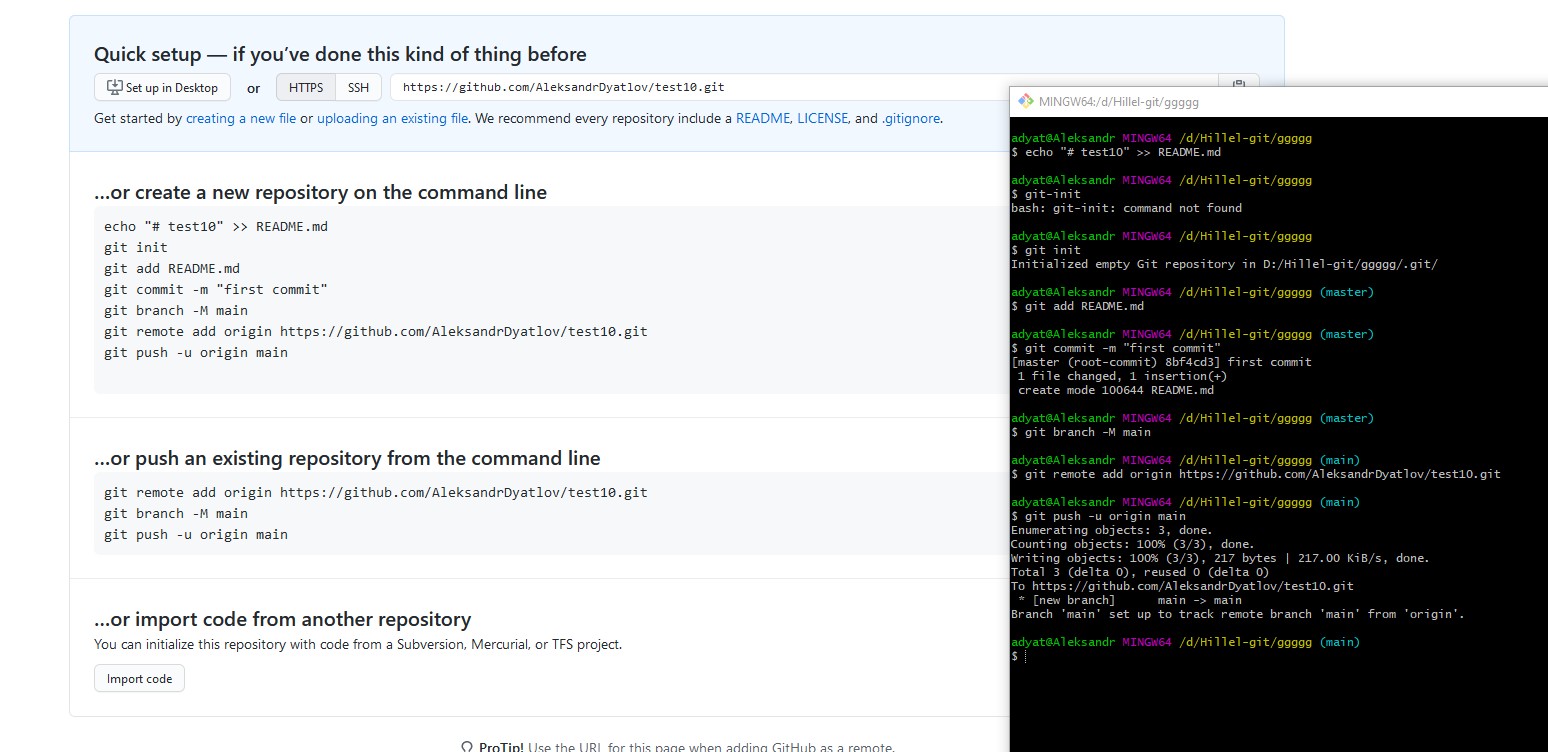 Quick setup — if you've done this kind of thing before
Set up in Desktop or HTTPS SSH https://github.com/AleksandrDyatlov/test10.git
Get started by creating a new file or uploading an existing file. We recommend every repository include a README, LICENSE, and .gitignore.
…or create a new repository on the command line
echo "# test10" >> README.md
git init
git add README.md
git commit -m "first commit"
git branch -M main
git remote add origin https://github.com/AleksandrDyatlov/test10.git
git push -u origin main
…or push an existing repository from the command line
git remote add origin https://github.com/AleksandrDyatlov/test10.git
git branch -M main
git push -u origin main
…or import code from another repository
You can initialize this repository with code from a Subversion, Mercurial, or TFS project.
Import code
ProTip! Use the URL for this page when adding GitHub as a remote.
MINGW64:/d/Hillel-git/ggggg
adyat@Aleksandr MINGW64 /d/Hillel-git/ggggg
$ echo "# test10" >> README.md
adyat@Aleksandr MINGW64 /d/Hillel-git/ggggg
$ git-init
bash: git-init: command not found
adyat@Aleksandr MINGW64 /d/Hillel-git/ggggg
$ git init
Initialized empty Git repository in D:/Hillel-git/ggggg/.git/
adyat@Aleksandr MINGW64 /d/Hillel-git/ggggg (master)
$ git add README.md
adyat@Aleksandr MINGW64 /d/Hillel-git/ggggg (master)
$ git commit -m "first commit"
[master (root-commit) 8bf4cd3] first commit
1 file changed, 1 insertion(+)
create mode 100644 README.md
adyat@Aleksandr MINGW64 /d/Hillel-git/ggggg (master)
$ git branch -M main
adyat@Aleksandr MINGW64 /d/Hillel-git/ggggg (main)
$ git remote add origin https://github.com/AleksandrDyatlov/test10.git
adyat@Aleksandr MINGW64 /d/Hillel-git/ggggg (main)
$ git push -u origin main
Enumerating objects: 3, done.
Counting objects: 100% (3/3), done.
Writing objects: 100% (3/3), 217 bytes | 217.00 KiB/s, done.
Total 3 (delta 0), reused 0 (delta 0)
To https://github.com/AleksandrDyatlov/test10.git
* [new branch] main -> main
Branch 'main' set up to track remote branch 'main' from 'origin'.
adyat@Aleksandr MINGW64 /d/Hillel-git/ggggg (main)
$